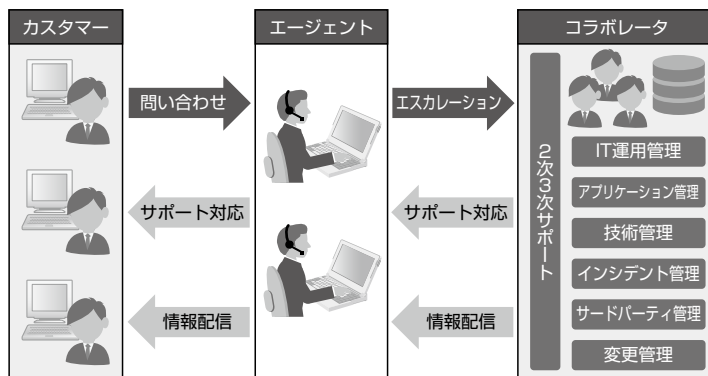 カスタマー
エージェント
コラボレータ
問い合わせ
エスカレーション
サポート対応
サポート対応
情報配信
情報配信
2次3次サポート
IT運用管理
アプリケーション管理
技術管理
インシデント管理
サードパーティ管理
変更管理